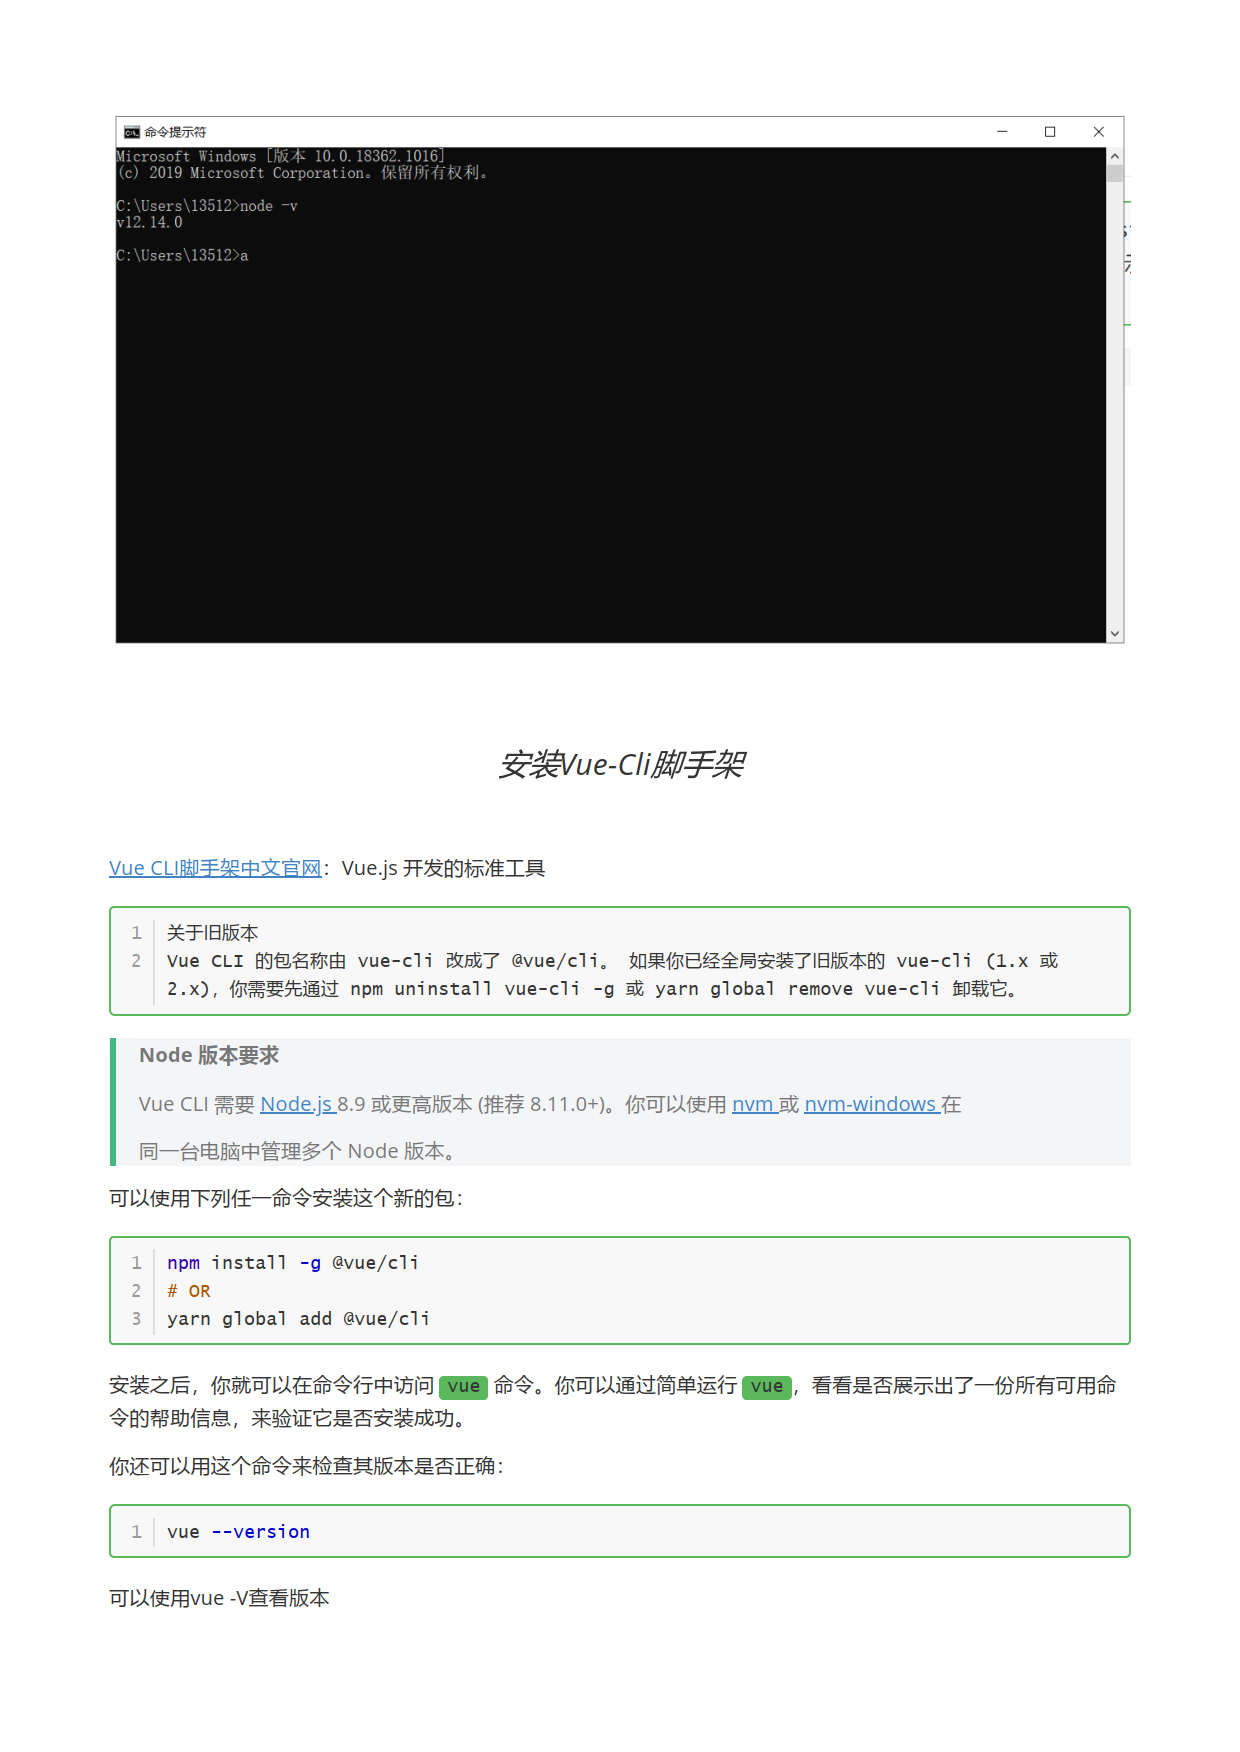 命令提示符
Microsoft Windows [版本 10.0.18362.1016]
(c) 2019 Microsoft Corporation。保留所有权利。
C:\Users\13512>node -v
v12.14.0
C:\Users\13512>a
安装Vue-Cli脚手架
Vue CLI脚手架中文官网：Vue.js 开发的标准工具
1 关于旧版本
2 Vue CLI 的包名称由 vue-cli 改成了 @vue/cli。 如果你已经全局安装了旧版本的 vue-cli (1.x 或
2.x)，你需要先通过 npm uninstall vue-cli -g 或 yarn global remove vue-cli 卸载它。
Node 版本要求
Vue CLI 需要 Node.js 8.9 或更高版本 (推荐 8.11.0+)。你可以使用 nvm 或 nvm-windows 在
同一台电脑中管理多个 Node 版本。
可以使用下列任一命令安装这个新的包：
1 npm install -g @vue/cli
2 # OR
3 yarn global add @vue/cli
安装之后，你就可以在命令行中访问 vue 命令。你可以通过简单运行 vue ，看看是否展示出了一份所有可用命
令的帮助信息，来验证它是否安装成功。
你还可以用这个命令来检查其版本是否正确：
1 vue --version
可以使用vue -V查看版本